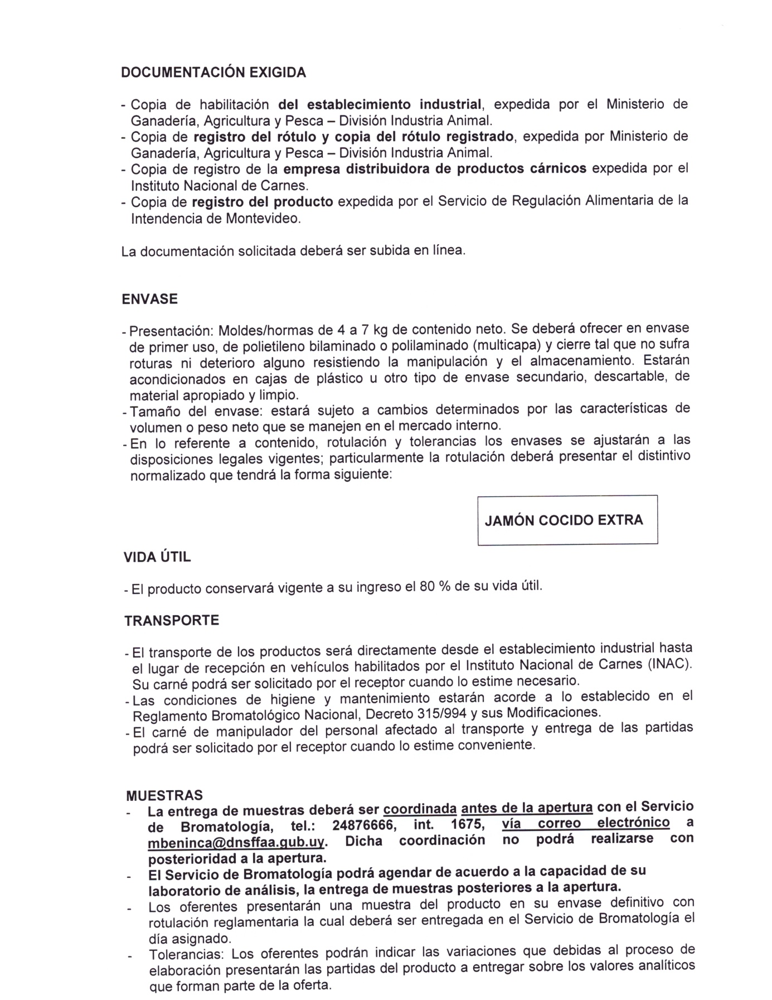 DOCUMENTACIÓN EXIGIDA
- Copia de habilitación del establecimiento industrial, expedida por el Ministerio de
Ganadería, Agricultura y Pesca – División Industria Animal.
- Copia de registro del rótulo y copia del rótulo registrado, expedida por Ministerio de
Ganadería, Agricultura y Pesca – División Industria Animal.
- Copia de registro de la empresa distribuidora de productos cárnicos expedida por el
Instituto Nacional de Carnes.
- Copia de registro del producto expedida por el Servicio de Regulación Alimentaria de la
Intendencia de Montevideo.
La documentación solicitada deberá ser subida en línea.
ENVASE
- Presentación: Moldes/hormas de 4 a 7 kg de contenido neto. Se deberá ofrecer en envase
de primer uso, de polietileno bilaminado o polilaminado (multicapa) y cierre tal que no sufra
roturas ni deterioro alguno resistiendo la manipulación y el almacenamiento. Estarán
acondicionados en cajas de plástico u otro tipo de envase secundario, descartable, de
material apropiado y limpio.
- Tamaño del envase: estará sujeto a cambios determinados por las características de
volumen o peso neto que se manejen en el mercado interno.
- En lo referente a contenido, rotulación y tolerancias los envases se ajustarán a las
disposiciones legales vigentes; particularmente la rotulación deberá presentar el distintivo
normalizado que tendrá la forma siguiente:
JAMÓN COCIDO EXTRA
VIDA ÚTIL
- El producto conservará vigente a su ingreso el 80 % de su vida útil.
TRANSPORTE
- El transporte de los productos será directamente desde el establecimiento industrial hasta
el lugar de recepción en vehículos habilitados por el Instituto Nacional de Carnes (INAC).
Su carné podrá ser solicitado por el receptor cuando lo estime necesario.
- Las condiciones de higiene y mantenimiento estarán acorde a lo establecido en el
Reglamento Bromatológico Nacional, Decreto 315/994 y sus Modificaciones.
- El carné de manipulador del personal afectado al transporte y entrega de las partidas
podrá ser solicitado por el receptor cuando lo estime conveniente.
MUESTRAS
- La entrega de muestras deberá ser coordinada antes de la apertura con el Servicio
de Bromatología, tel.: 24876666, int. 1675, vía correo electrónico a
mbeninca@dnsffaa.gub.uy. Dicha coordinación no podrá realizarse con
posterioridad a la apertura.
- El Servicio de Bromatología podrá agendar de acuerdo a la capacidad de su
laboratorio de análisis, la entrega de muestras posteriores a la apertura.
- Los oferentes presentarán una muestra del producto en su envase definitivo con
rotulación reglamentaria la cual deberá ser entregada en el Servicio de Bromatología el
día asignado.
- Tolerancias: Los oferentes podrán indicar las variaciones que debidas al proceso de
elaboración presentarán las partidas del producto a entregar sobre los valores analíticos
que forman parte de la oferta.